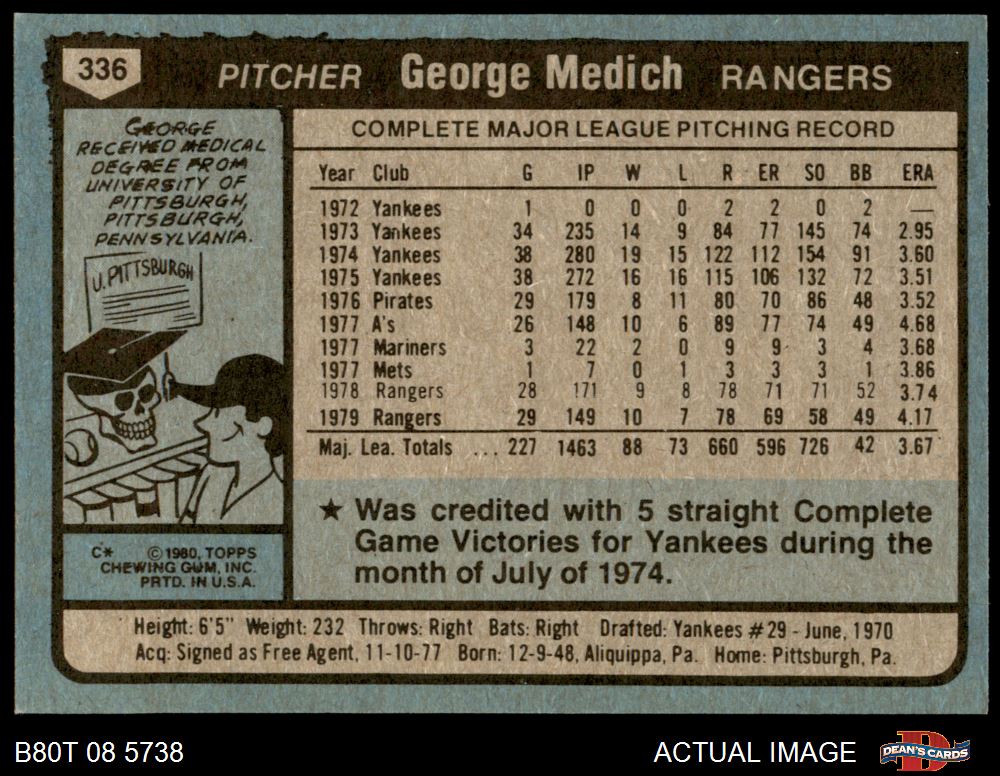 336 PITCHER George Medich RANGERS
GEORGE
RECEIVED MEDICAL
DEGREE FROM
UNIVERSITY OF
PITTSBURGH,
PITTSBURGH,
PENNSYLVANIA.
U. PITTSBURGH
C* ©1980, TOPPS
CHEWING GUM, INC.
PRTD. IN U.S.A.
COMPLETE MAJOR LEAGUE PITCHING RECORD
Year Club G IP W L R ER SO BB ERA
1972 Yankees 1 0 0 0 2 2 0 2 —
1973 Yankees 34 235 14 9 84 77 145 74 2.95
1974 Yankees 38 280 19 15 122 112 154 91 3.60
1975 Yankees 38 272 16 16 115 106 132 72 3.51
1976 Pirates 29 179 8 11 80 70 86 48 3.52
1977 A's 26 148 10 6 89 77 74 49 4.68
1977 Mariners 3 22 2 0 9 9 3 4 3.68
1977 Mets 1 7 0 1 3 3 3 1 3.86
1978 Rangers 28 171 9 8 78 71 71 52 3.74
1979 Rangers 29 149 10 7 78 69 58 49 4.17
Maj. Lea. Totals ... 227 1463 88 73 660 596 726 42 3.67
★ Was credited with 5 straight Complete
Game Victories for Yankees during the
month of July of 1974.
Height: 6'5" Weight: 232 Throws: Right Bats: Right Drafted: Yankees #29 - June, 1970
Acq: Signed as Free Agent, 11-10-77 Born: 12-9-48, Aliquippa, Pa. Home: Pittsburgh, Pa.
B80T 08 5738 ACTUAL IMAGE D DEAN'S CARDS